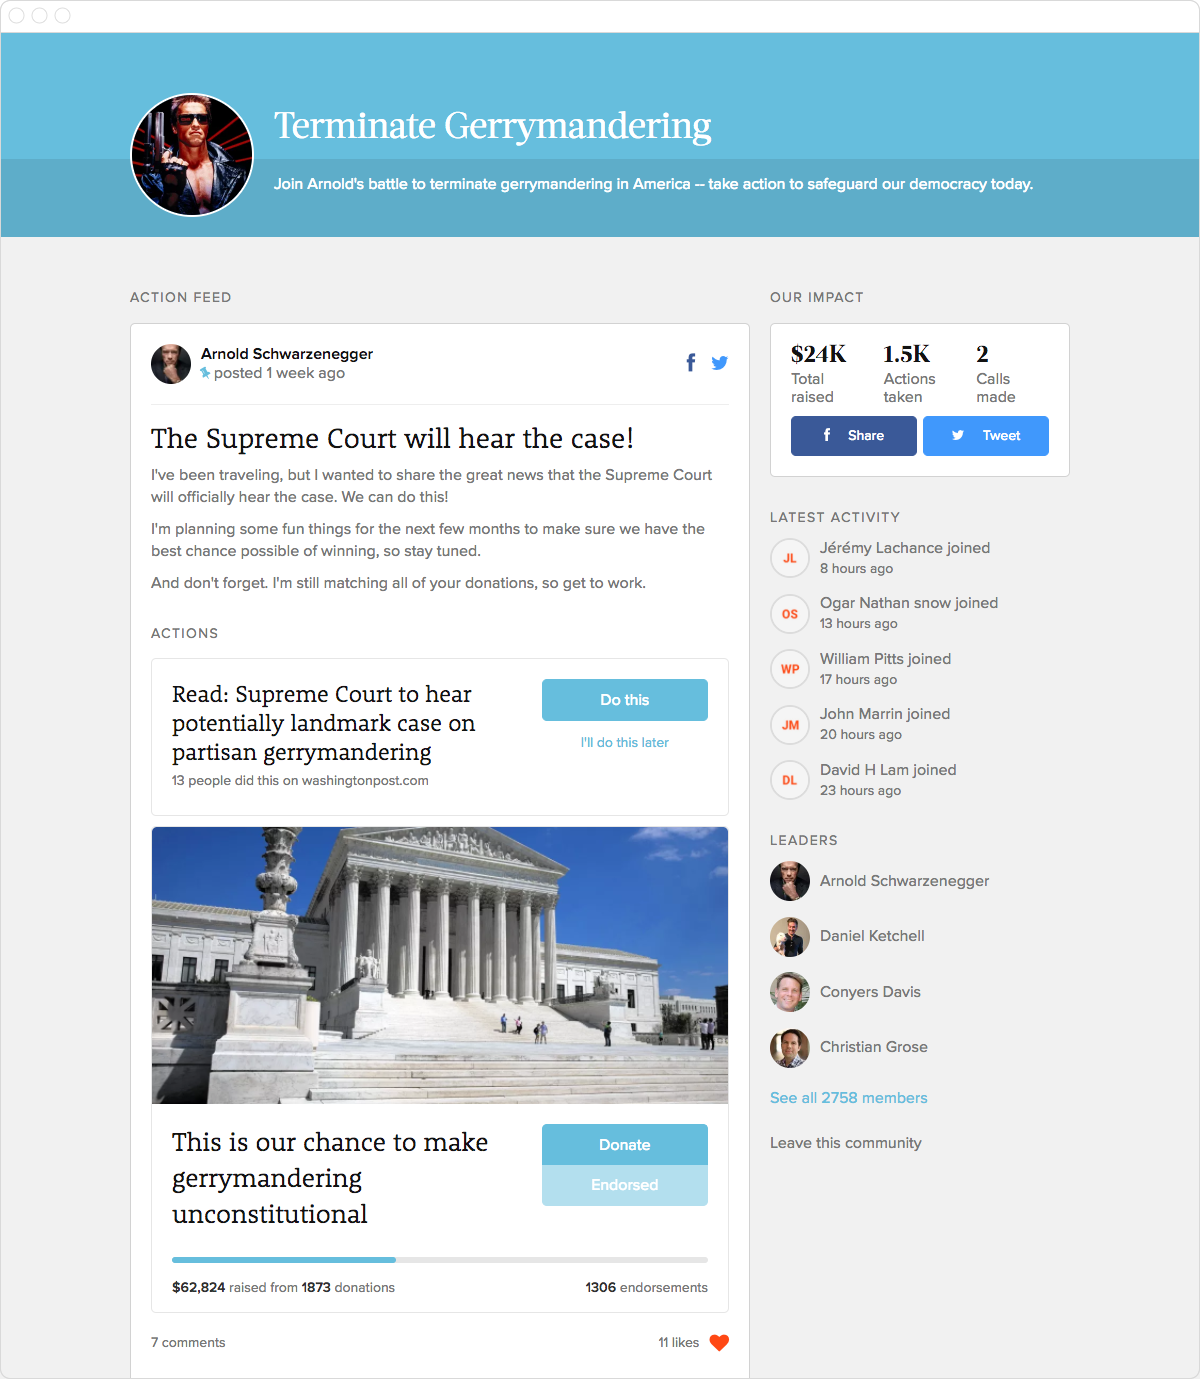 Terminate Gerrymandering
Join Arnold's battle to terminate gerrymandering in America -- take action to safeguard our democracy today.
ACTION FEED
Arnold Schwarzenegger
posted 1 week ago
The Supreme Court will hear the case!
I've been traveling, but I wanted to share the great news that the Supreme Court
will officially hear the case. We can do this!
I'm planning some fun things for the next few months to make sure we have the
best chance possible of winning, so stay tuned.
And don't forget. I'm still matching all of your donations, so get to work.
ACTIONS
Read: Supreme Court to hear
potentially landmark case on
partisan gerrymandering
13 people did this on washingtonpost.com
Do this
I'll do this later
This is our chance to make
gerrymandering
unconstitutional
Donate
Endorsed
$62,824 raised from 1873 donations
1306 endorsements
7 comments
11 likes
OUR IMPACT
$24K
Total
raised
1.5K
Actions
taken
2
Calls
made
Share
Tweet
LATEST ACTIVITY
JL
Jérémy Lachance joined
8 hours ago
OS
Ogar Nathan snow joined
13 hours ago
WP
William Pitts joined
17 hours ago
JM
John Marrin joined
20 hours ago
DL
David H Lam joined
23 hours ago
LEADERS
Arnold Schwarzenegger
Daniel Ketchell
Conyers Davis
Christian Grose
See all 2758 members
Leave this community